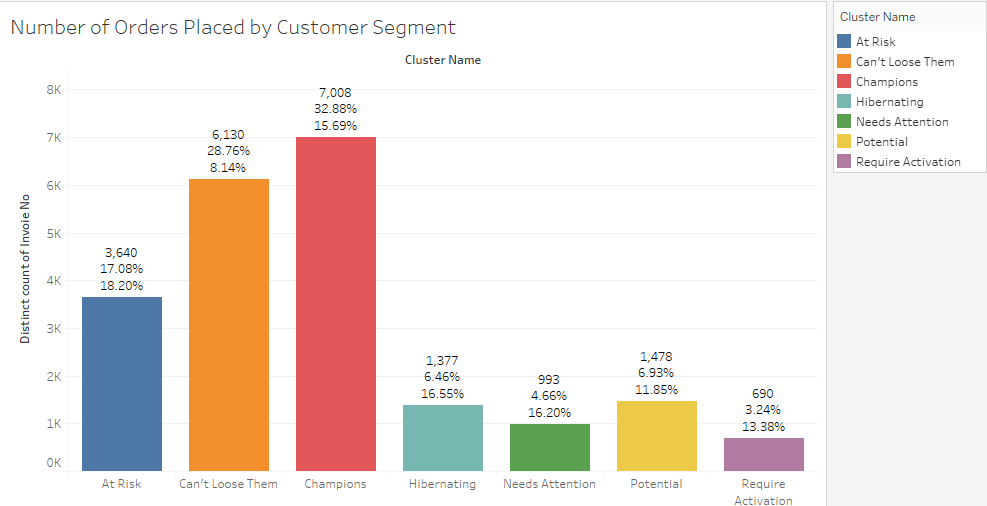 Number of Orders Placed by Customer Segment
Cluster Name
8K
7K
6K
5K
4K
3K
2K
1K
0K
Distinct count of Invoie No
3,640
17.08%
18.20%
6,130
28.76%
8.14%
7,008
32.88%
15.69%
1,377
6.46%
16.55%
993
4.66%
16.20%
1,478
6.93%
11.85%
690
3.24%
13.38%
At Risk
Can't Loose Them
Champions
Hibernating
Needs Attention
Potential
Require
Activation
Cluster Name
At Risk
Can't Loose Them
Champions
Hibernating
Needs Attention
Potential
Require Activation